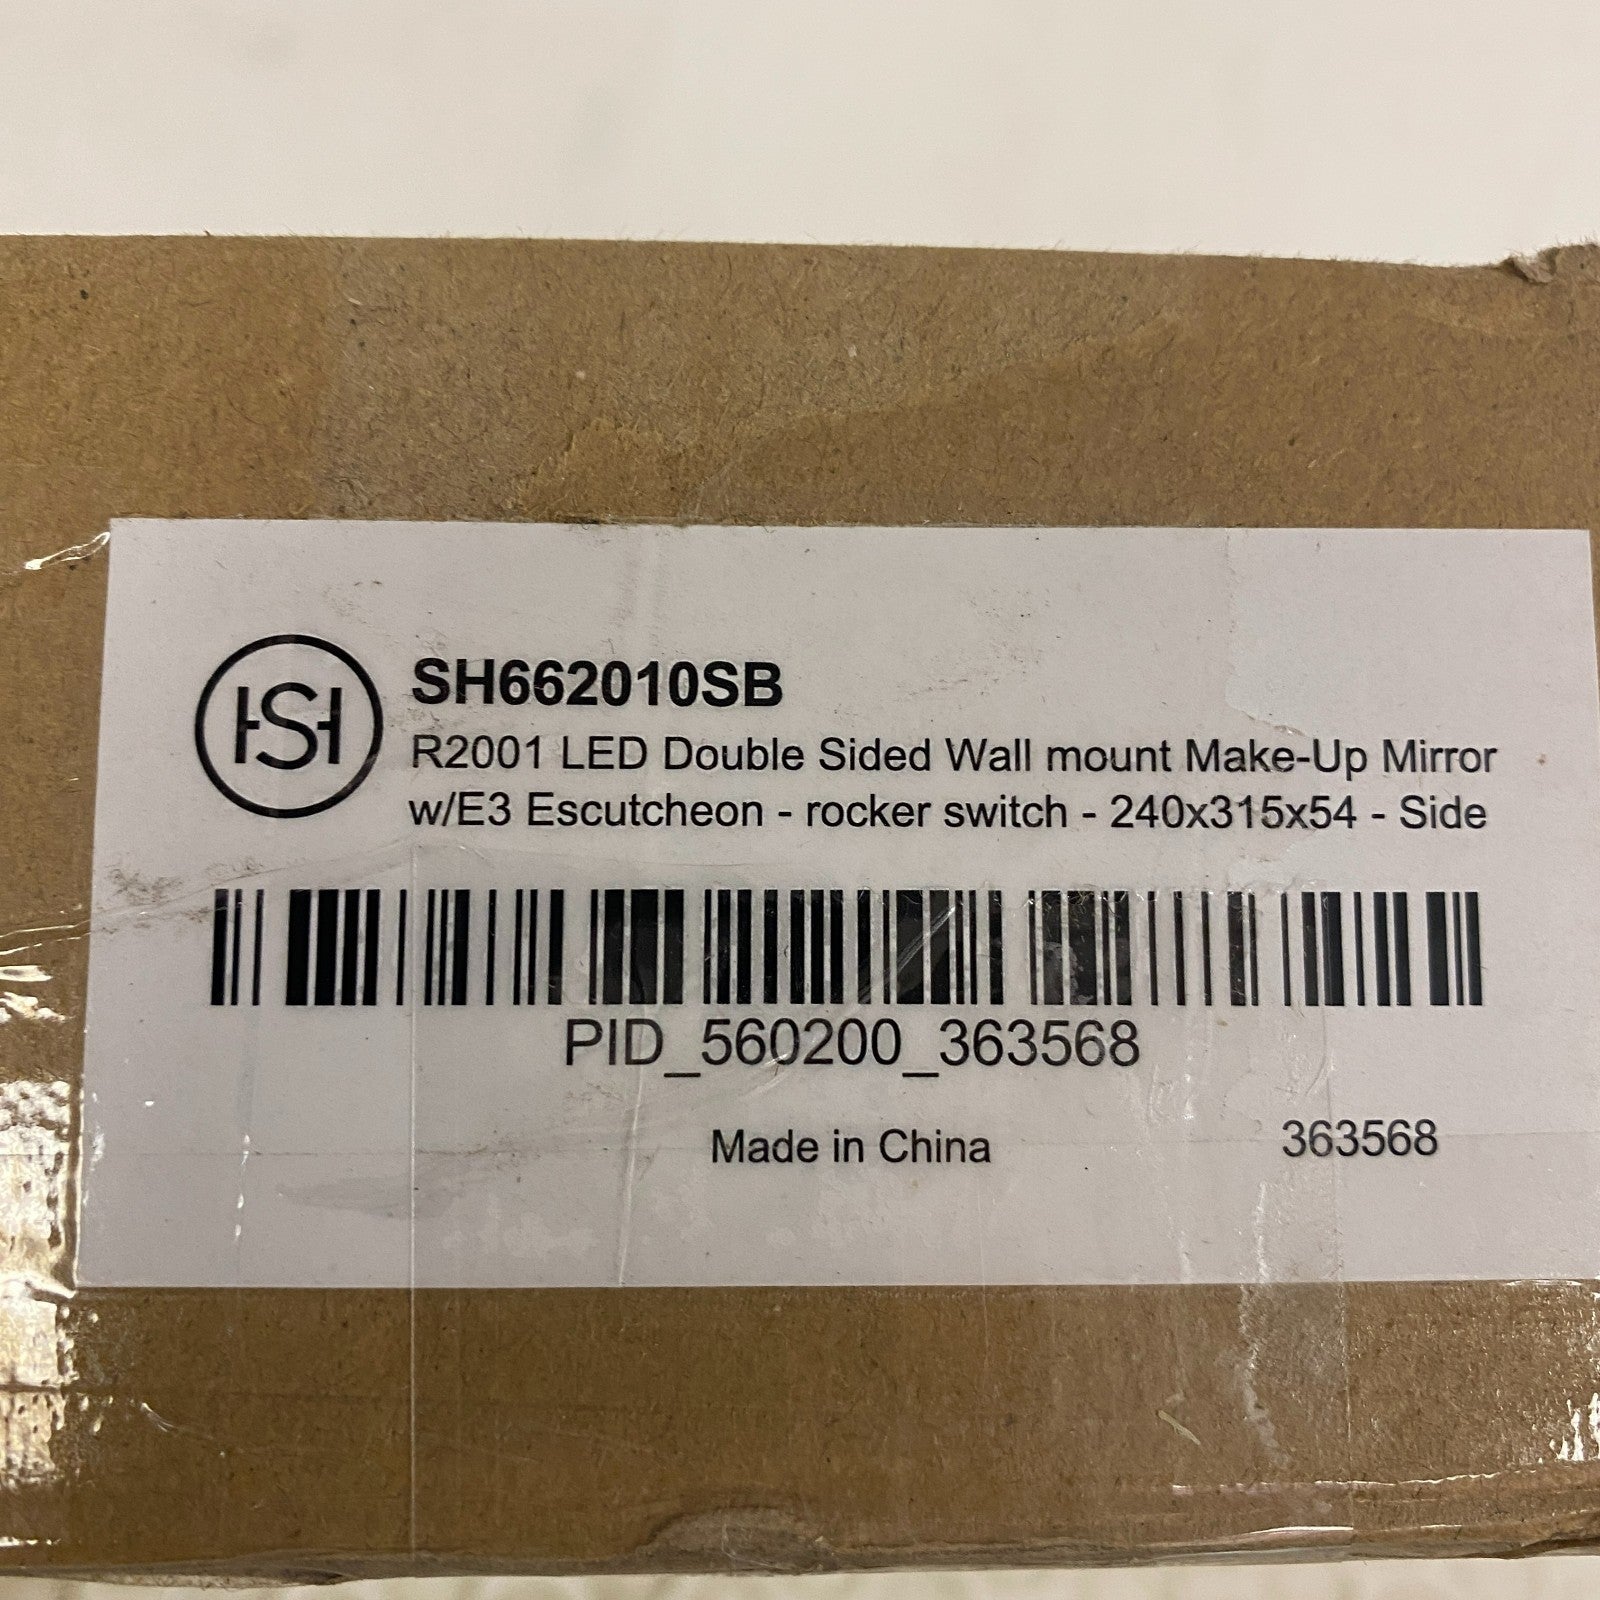 HSH
SH662010SB
R2001 LED Double Sided Wall mount Make-Up Mirror
w/E3 Escutcheon - rocker switch - 240x315x54 - Side
PID_560200_363568
Made in China
363568